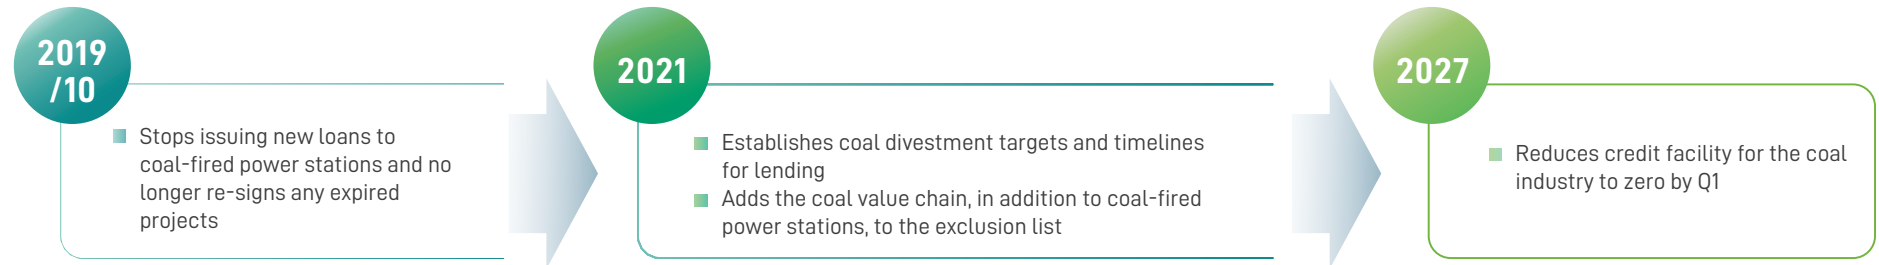 2019
/10
Stops issuing new loans to
coal-fired power stations and no
longer re-signs any expired
projects
2021
Establishes coal divestment targets and timelines
for lending
Adds the coal value chain, in addition to coal-fired
power stations, to the exclusion list
2027
Reduces credit facility for the coal
industry to zero by Q1